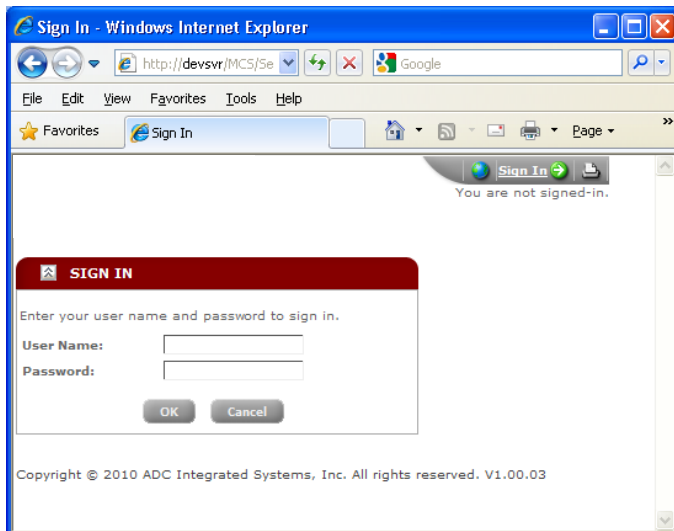 Sign In - Windows Internet Explorer
http://devsvr/MCS/Se
Google
File Edit View Favorites Tools Help
Favorites
Sign In
Page
»
Sign In
You are not signed-in.
SIGN IN
Enter your user name and password to sign in.
User Name:
Password:
OK Cancel
Copyright © 2010 ADC Integrated Systems, Inc. All rights reserved. V1.00.03